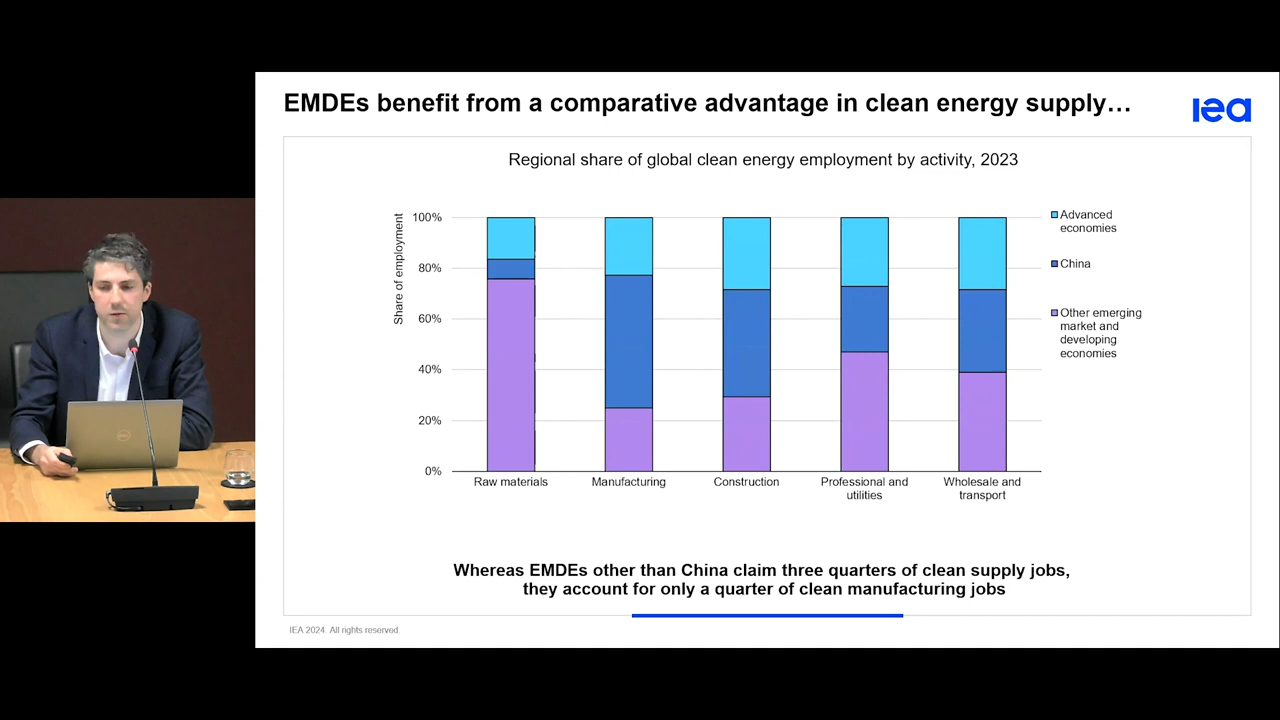 EMDEs benefit from a comparative advantage in clean energy supply…
iea
Regional share of global clean energy employment by activity, 2023
Share of employment
100%
80%
60%
40%
20%
0%
Raw materials
Manufacturing
Construction
Professional and
utilities
Wholesale and
transport
Advanced
economies
China
Other emerging
market and
developing
economies
Whereas EMDEs other than China claim three quarters of clean supply jobs,
they account for only a quarter of clean manufacturing jobs
IEA 2024. All rights reserved.
DELL